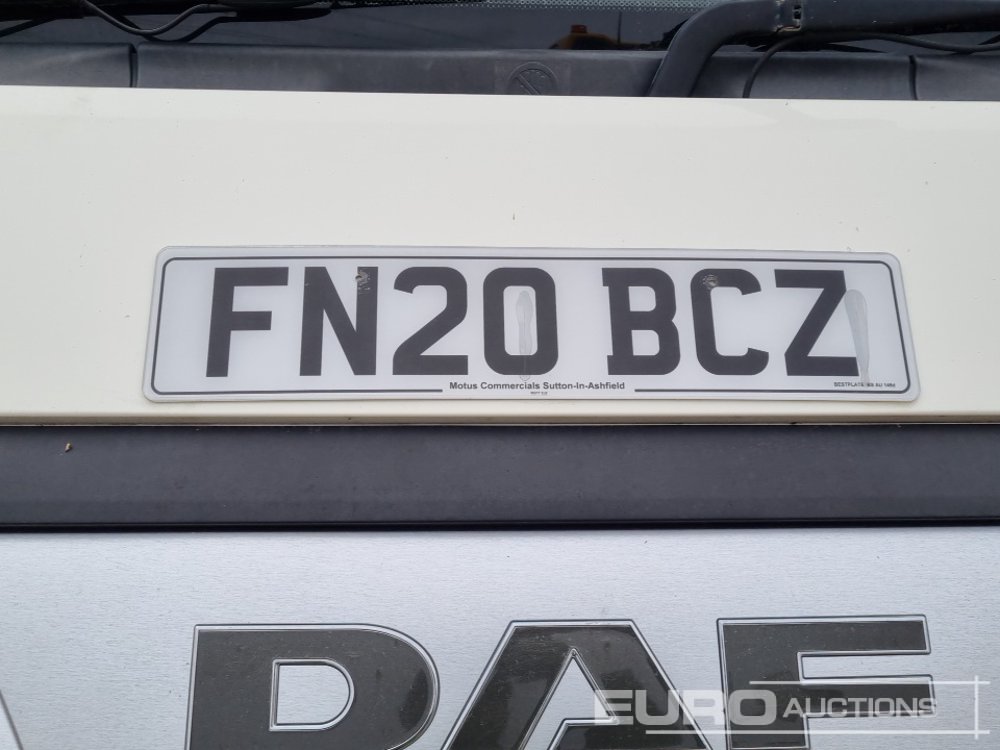 FN20 BCZ
Motus Commercials Sutton-In-Ashfield
DAF
EURO AUCTIONS